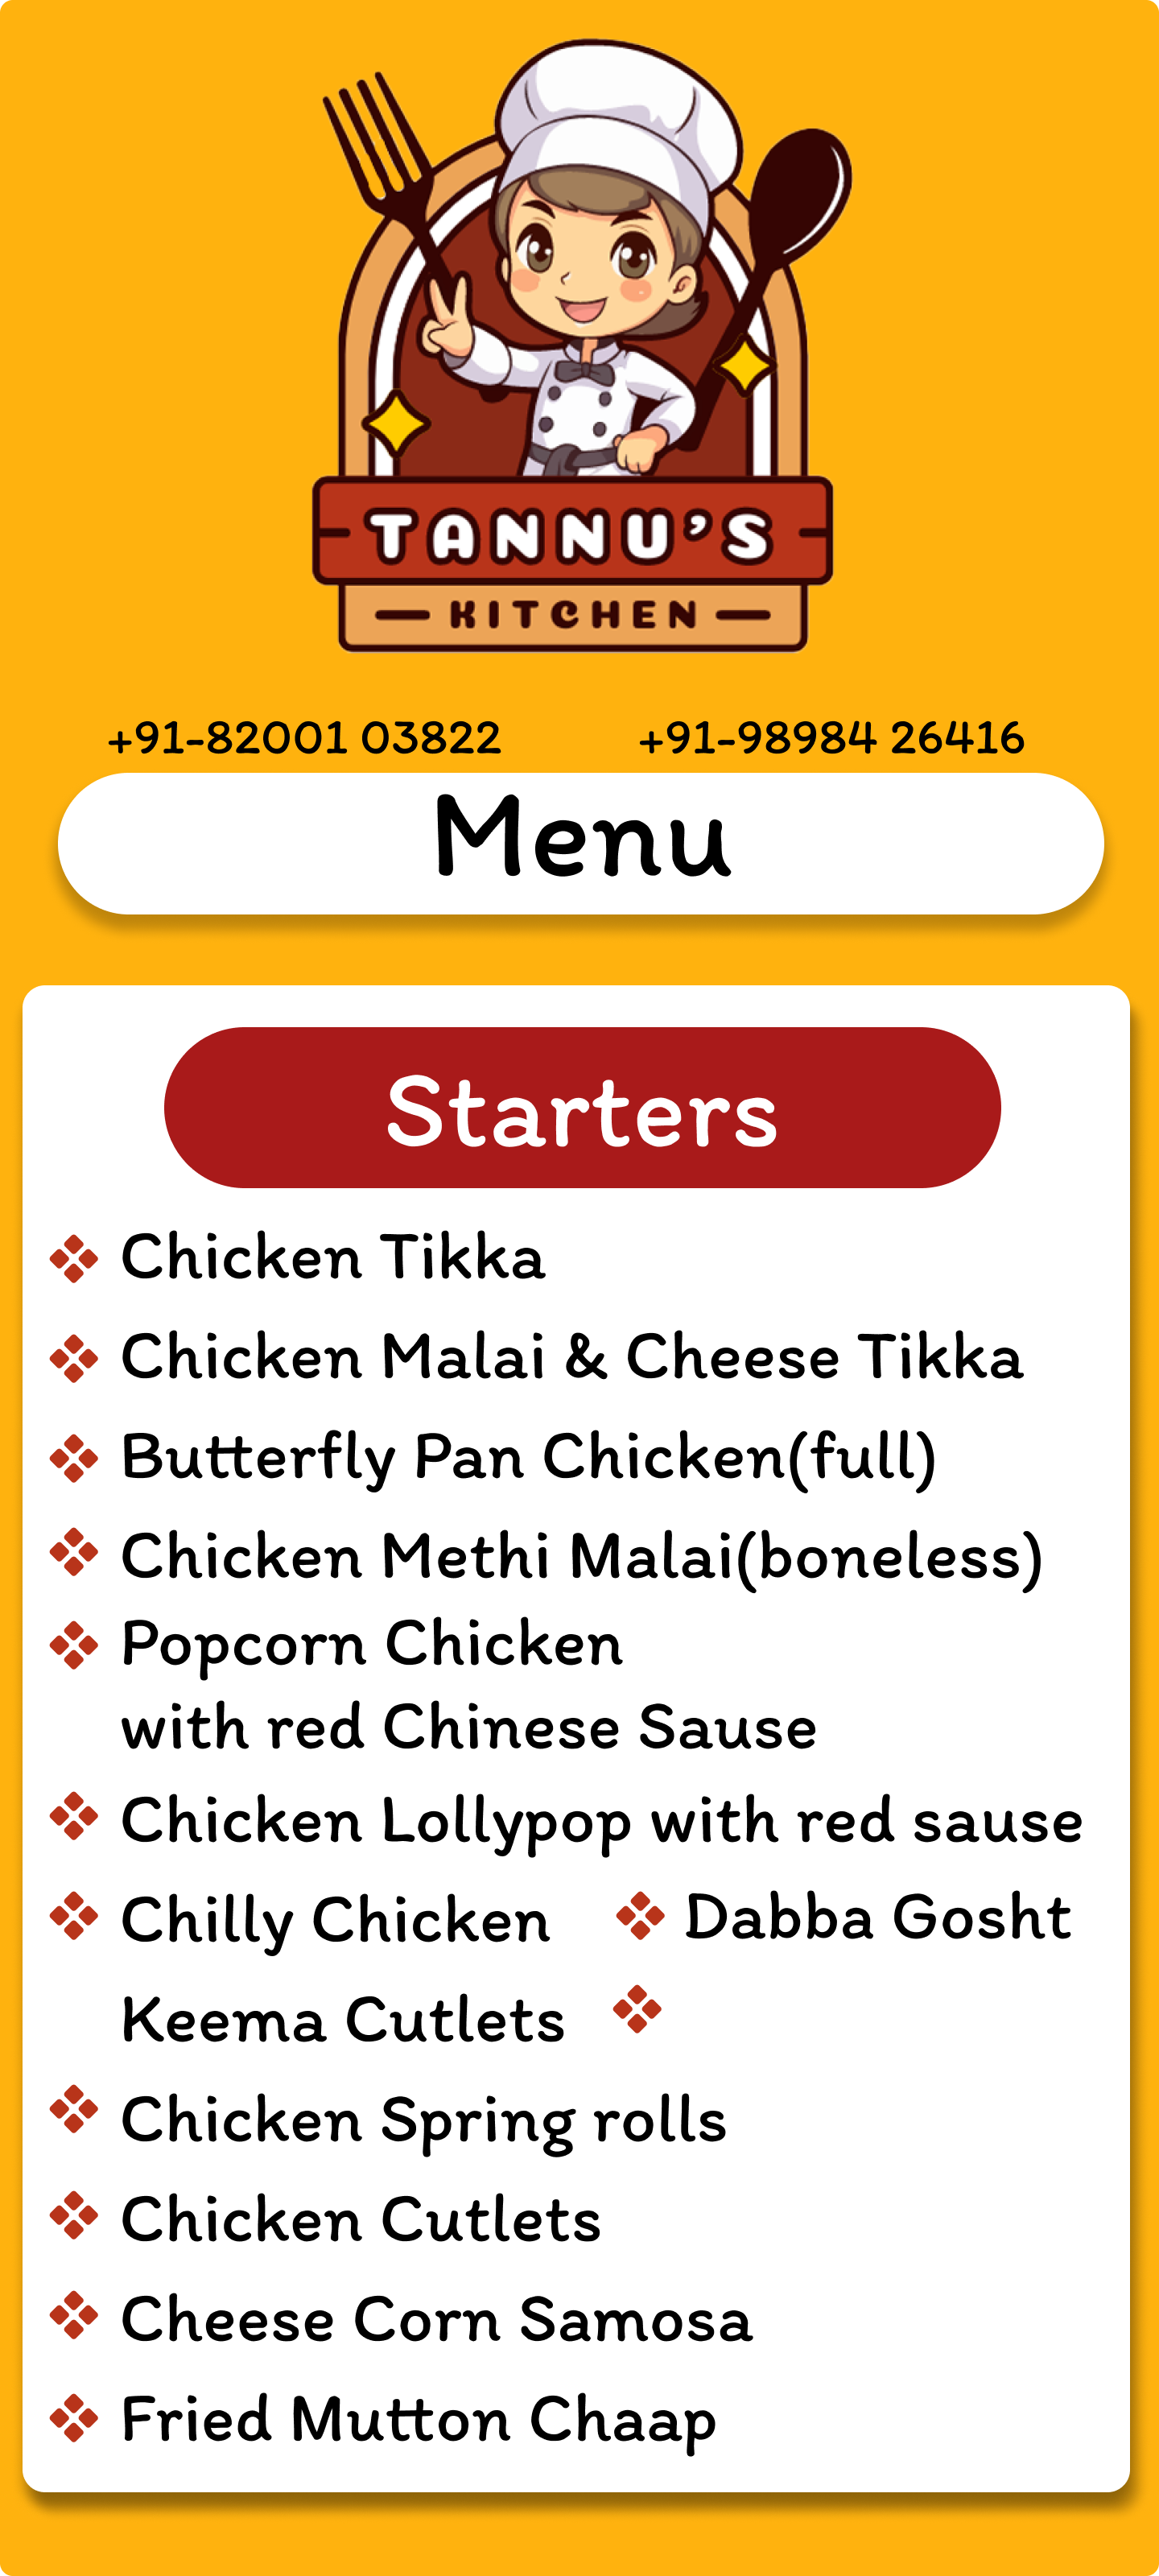 TANNU'S
KITCHEN
+91-82001 03822
+91-98984 26416
Menu
Starters
Chicken Tikka
Chicken Malai & Cheese Tikka
Butterfly Pan Chicken(full)
Chicken Methi Malai(boneless)
Popcorn Chicken
with red Chinese Sause
Chicken Lollypop with red sause
Chilly Chicken
Dabba Gosht
Keema Cutlets
Chicken Spring rolls
Chicken Cutlets
Cheese Corn Samosa
Fried Mutton Chaap